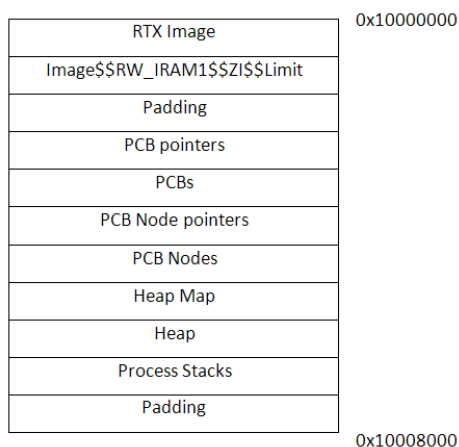 0x10000000
RTX Image
Image$$RW_IRAM1$$ZI$$Limit
Padding
PCB pointers
PCBs
PCB Node pointers
PCB Nodes
Heap Map
Heap
Process Stacks
Padding
0x10008000